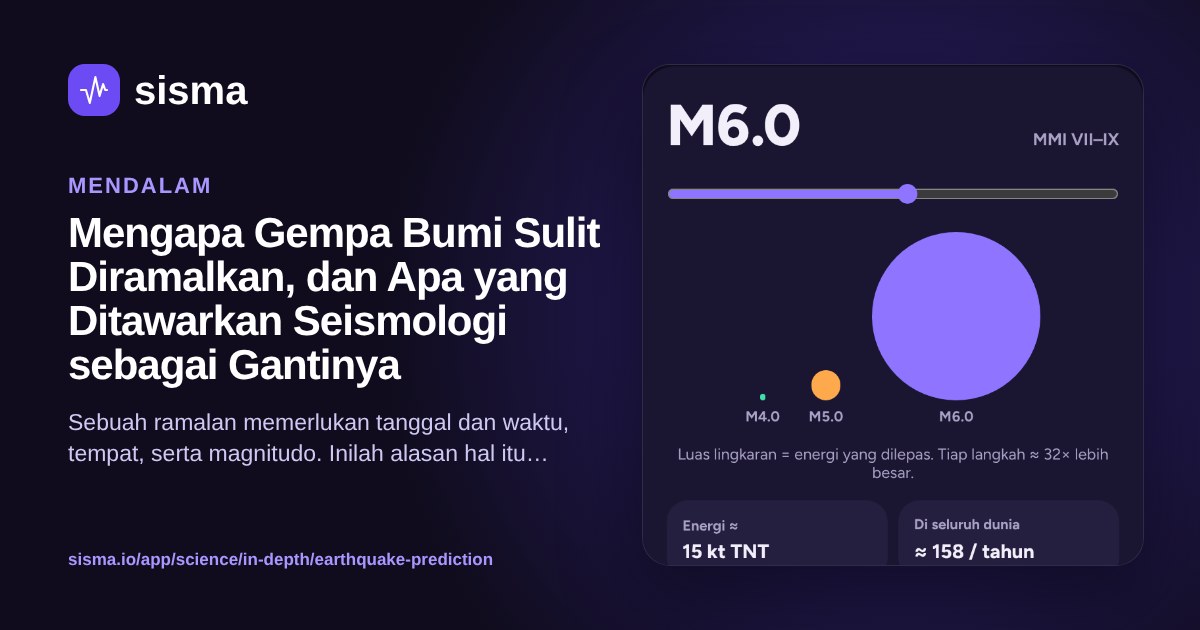 sisma
MENDALAM
Mengapa Gempa Bumi Sulit
Diramalkan, dan Apa yang
Ditawarkan Seismologi
sebagai Gantinya
Sebuah ramalan memerlukan tanggal dan waktu,
tempat, serta magnitudo. Inilah alasan hal itu…
sisma.io/app/science/in-depth/earthquake-prediction
M6.0
MMI VII–IX
M4.0
M5.0
M6.0
Luas lingkaran = energi yang dilepas. Tiap langkah ≈ 32× lebih
besar.
Energi ≈
15 kt TNT
Di seluruh dunia
≈ 158 / tahun